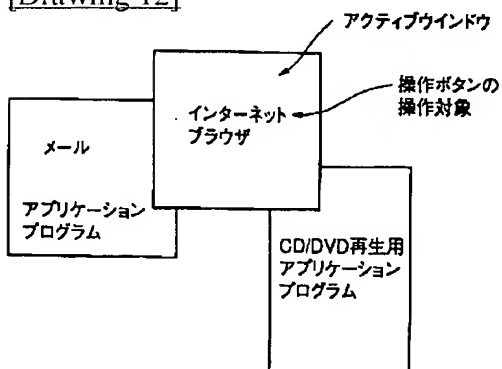 [Drawing 12]
アクティブウインドウ
操作ボタンの
操作対象
インターネット
ブラウザ
メール
アプリケーション
プログラム
CD/DVD再生用
アプリケーション
プログラム